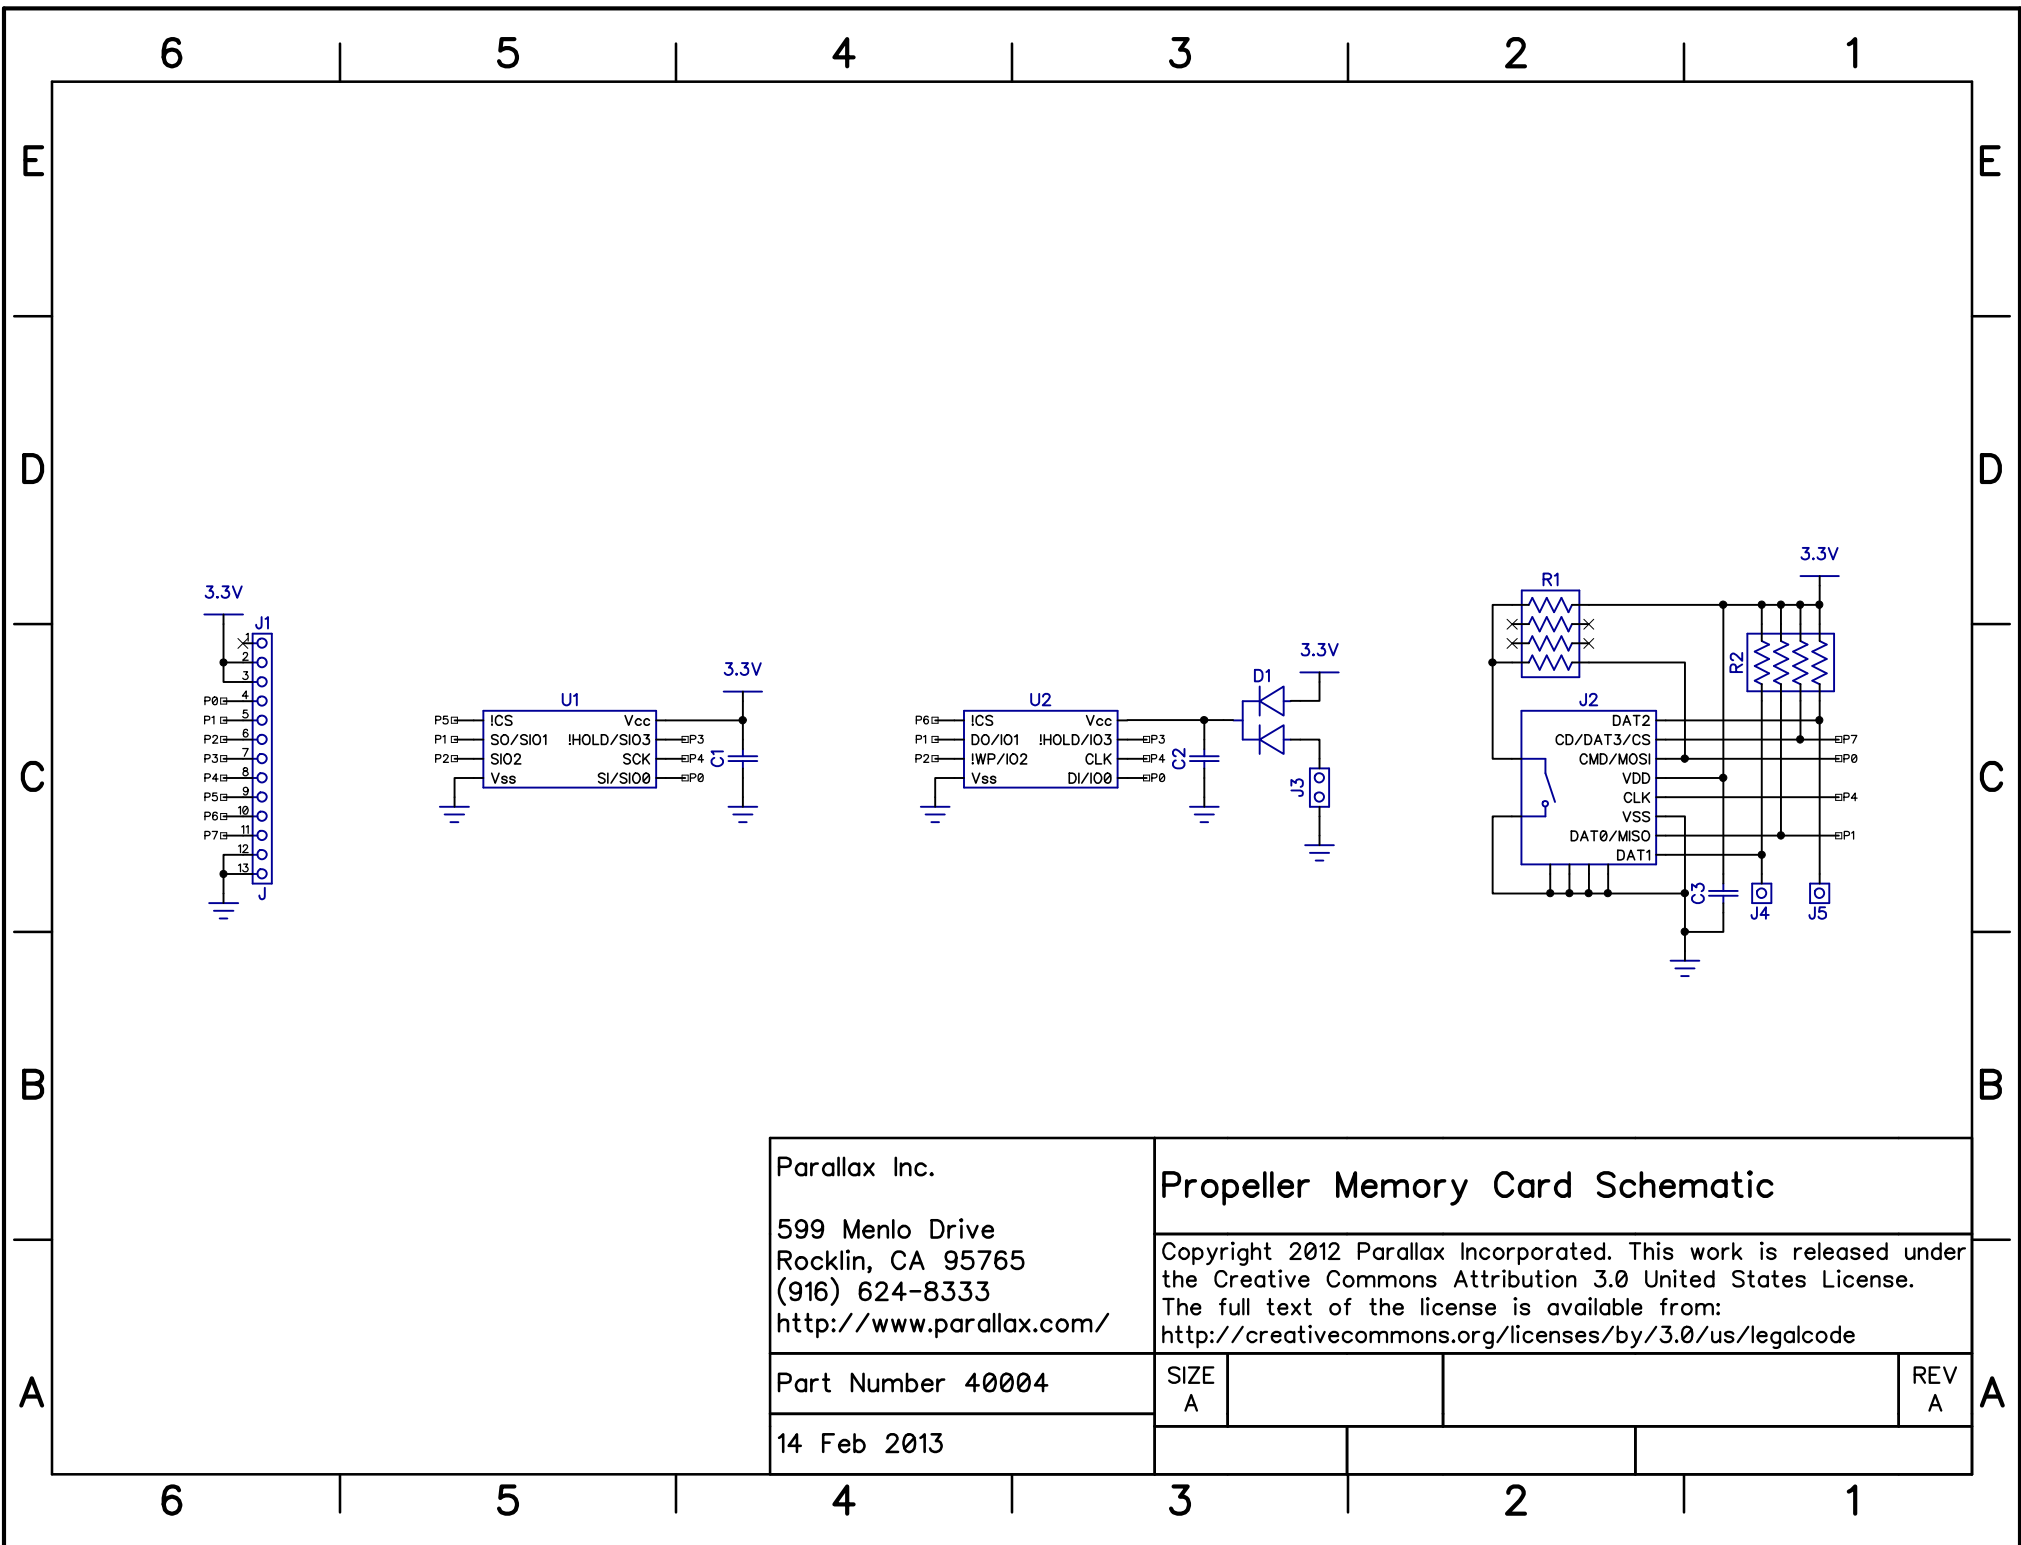 6 5 4 3 2 1
E E
D D
C C
B B
A A
3.3V
J1
1
2
3
P0 4
P1 5
P2 6
P3 7
P4 8
P5 9
P6 10
P7 11
12
13
J
U1
3.3V
P5 !CS Vcc
P1 SO/SIO1 !HOLD/SIO3 P3
P2 SIO2 SCK P4
Vss SI/SIO0 P0
C1
U2
P6 !CS Vcc
P1 DO/IO1 !HOLD/IO3 P3
P2 !WP/IO2 CLK P4
Vss DI/IO0 P0
C2
D1
3.3V
J3
R1
3.3V
R2
J2
DAT2
CD/DAT3/CS P7
CMD/MOSI P0
VDD
CLK P4
VSS
DAT0/MISO P1
DAT1
C3
J4
J5
Parallax Inc.
599 Menlo Drive
Rocklin, CA 95765
(916) 624-8333
http://www.parallax.com/
Part Number 40004
14 Feb 2013
Propeller Memory Card Schematic
Copyright 2012 Parallax Incorporated. This work is released under
the Creative Commons Attribution 3.0 United States License.
The full text of the license is available from:
http://creativecommons.org/licenses/by/3.0/us/legalcode
SIZE
A
REV
A
6 5 4 3 2 1